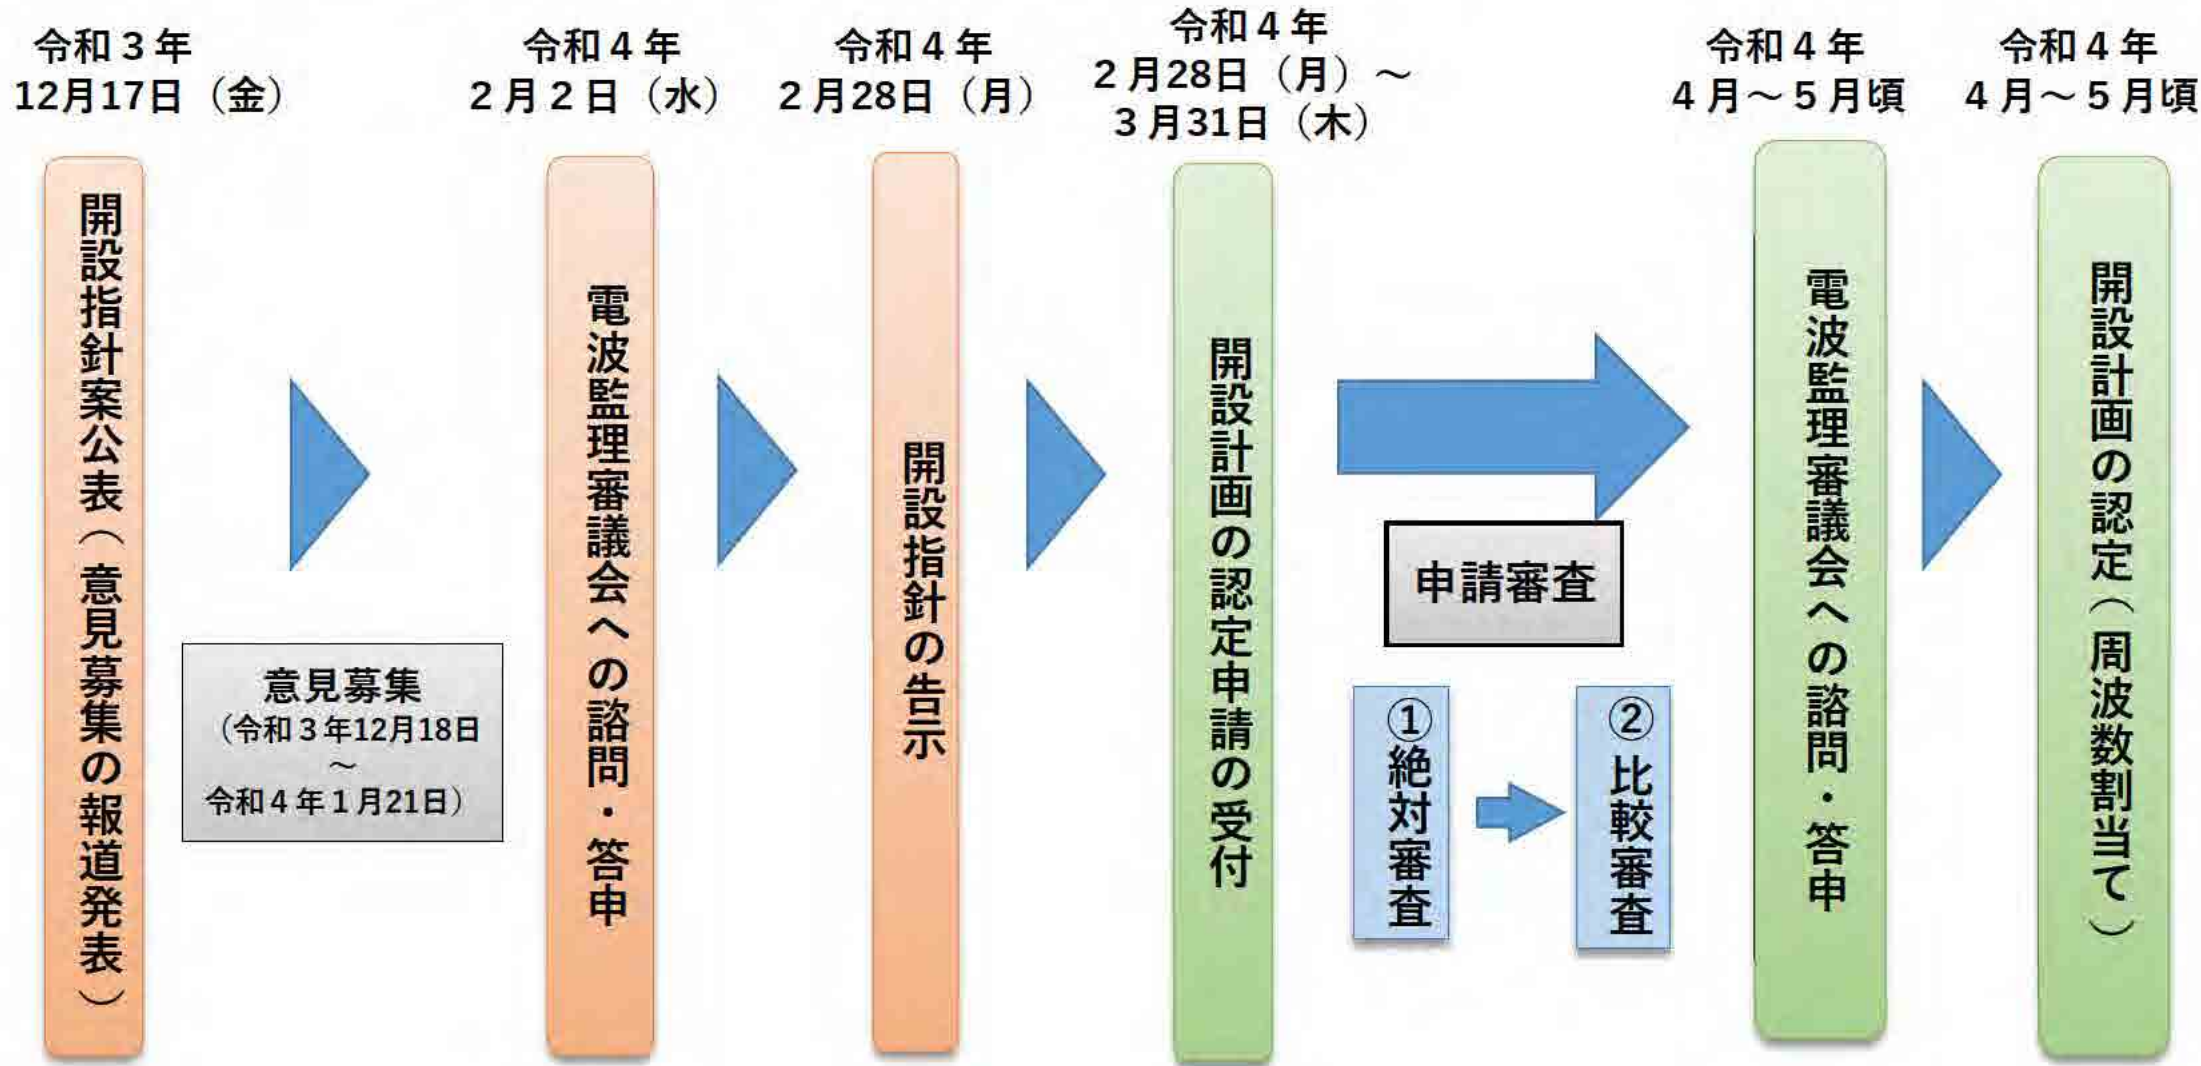 令和３年
12月17日（金）
開設指針案公表（意見募集の報道発表）
意見募集
（令和３年12月18日
～
令和４年１月21日）
令和４年
２月２日（水）
電波監理審議会への諮問・答申
令和４年
２月28日（月）
開設指針の告示
令和４年
２月28日（月）～
３月31日（木）
開設計画の認定申請の受付
申請審査
①絶対審査
②比較審査
令和４年
４月～５月頃
電波監理審議会への諮問・答申
令和４年
４月～５月頃
開設計画の認定（周波数割当て）